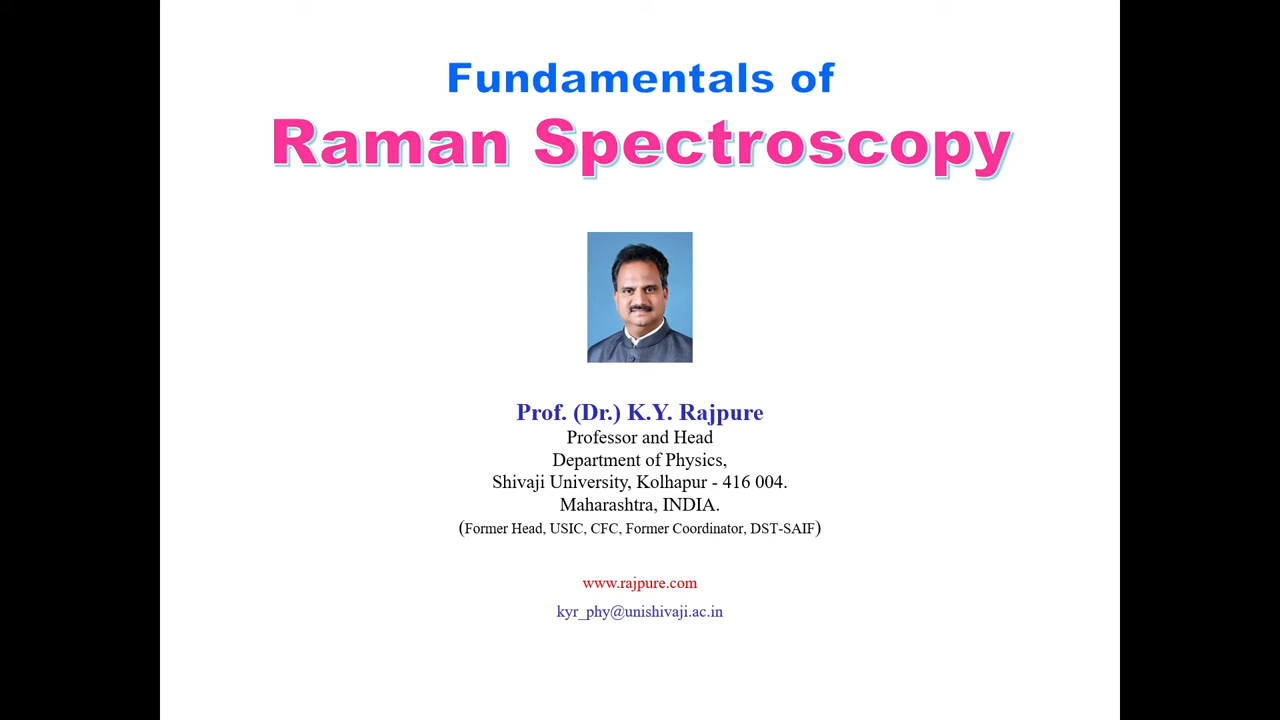 Fundamentals of
Raman Spectroscopy
Prof. (Dr.) K.Y. Rajpure
Professor and Head
Department of Physics,
Shivaji University, Kolhapur - 416 004.
Maharashtra, INDIA.
(Former Head, USIC, CFC, Former Coordinator, DST-SAIF)
www.rajpure.com
kyr_phy@unishivaji.ac.in